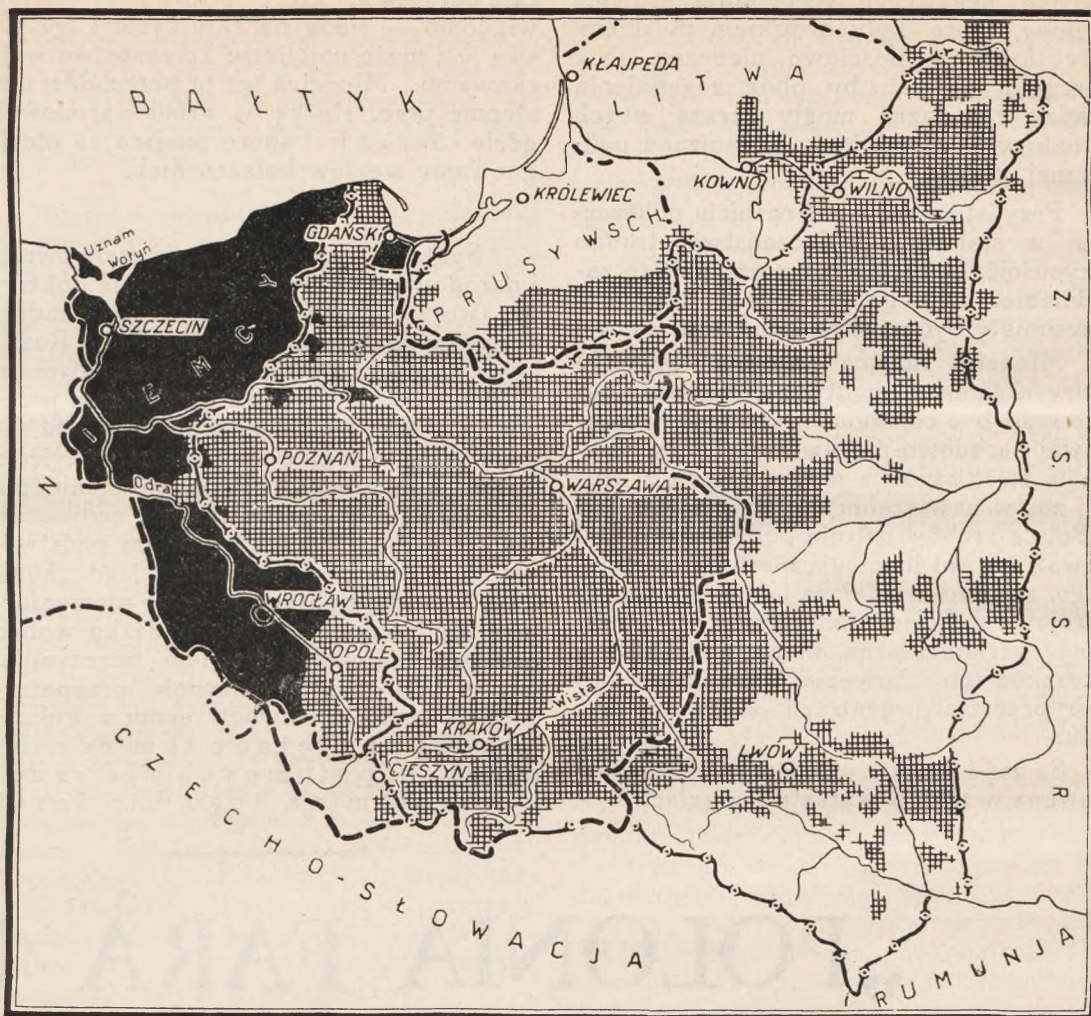 BAŁTYK
KŁAJPEDA
LITWA
KRÓLEWIEC
KOWNO
WILNO
GDAŃSK
PRUSY WSCH.
Uznam
Wołyń
SZCZECIN
NIEMCY
POZNAŃ
WARSZAWA
Odra
Z.S.S.R.
WROCŁAW
OPOLE
KRAKÓW
Wisła
CIESZYN
LWÓW
CZECHO-SŁOWACJA
RUMUNJA